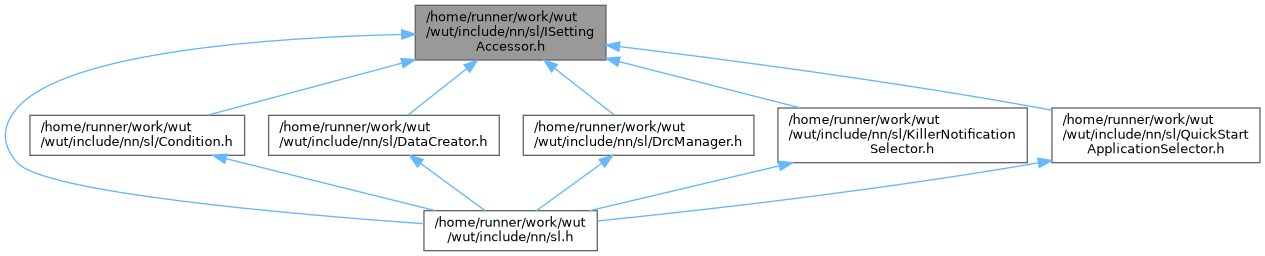 /home/runner/work/wut
/wut/include/nn/sl/ISetting
Accessor.h
/home/runner/work/wut
/wut/include/nn/sl/Condition.h
/home/runner/work/wut
/wut/include/nn/sl/DataCreator.h
/home/runner/work/wut
/wut/include/nn/sl/DrcManager.h
/home/runner/work/wut
/wut/include/nn/sl/KillerNotification
Selector.h
/home/runner/work/wut
/wut/include/nn/sl/QuickStart
ApplicationSelector.h
/home/runner/work/wut
/wut/include/nn/sl.h